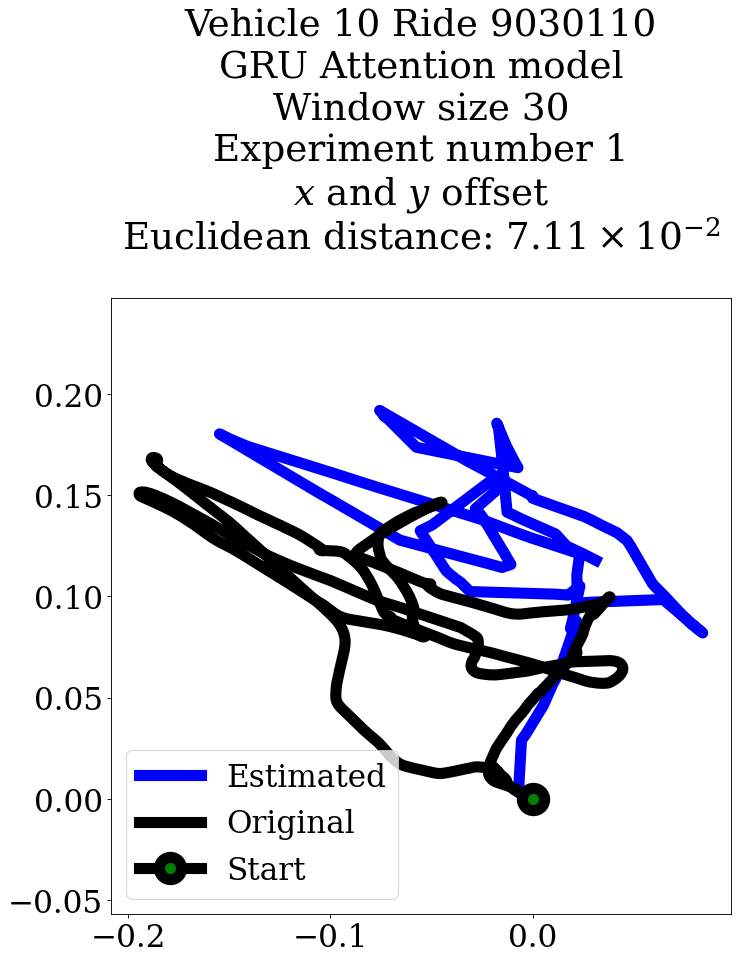 Vehicle 10 Ride 9030110
GRU Attention model
Window size 30
Experiment number 1
x and y offset
Euclidean distance: 7.11 × 10⁻²
0.20
0.15
0.10
0.05
0.00
−0.05
Estimated
Original
Start
−0.2 −0.1 0.0